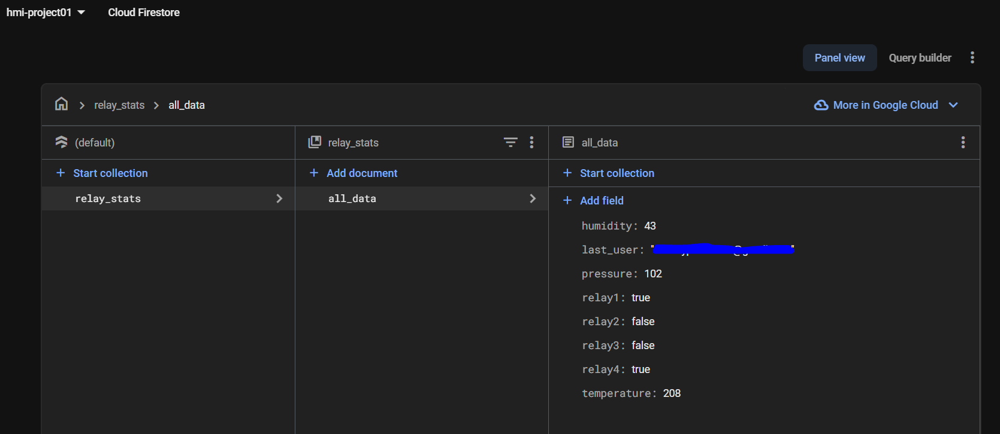 hmi-project01 Cloud Firestore
Panel view Query builder
relay_stats > all_data More in Google Cloud
(default)
+ Start collection
relay_stats
relay_stats
+ Add document
all_data
all_data
+ Start collection
+ Add field
humidity: 43
last_user: " "
pressure: 102
relay1: true
relay2: false
relay3: false
relay4: true
temperature: 208